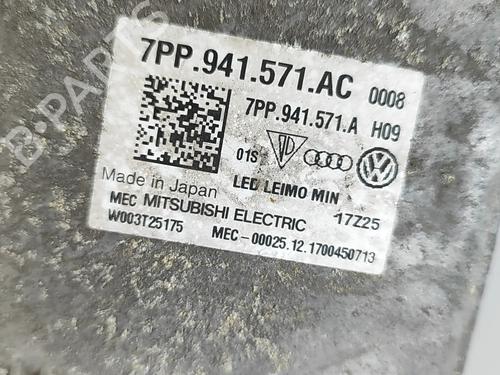 7PP.941.571.AC 0008
7PP.941.571.A H09
01S
LED LEIMO MIN
Made in Japan
17Z25
MEC MITSUBISHI ELECTRIC
W003T25175 MEC-00025.12.1700450713
B-PARTS